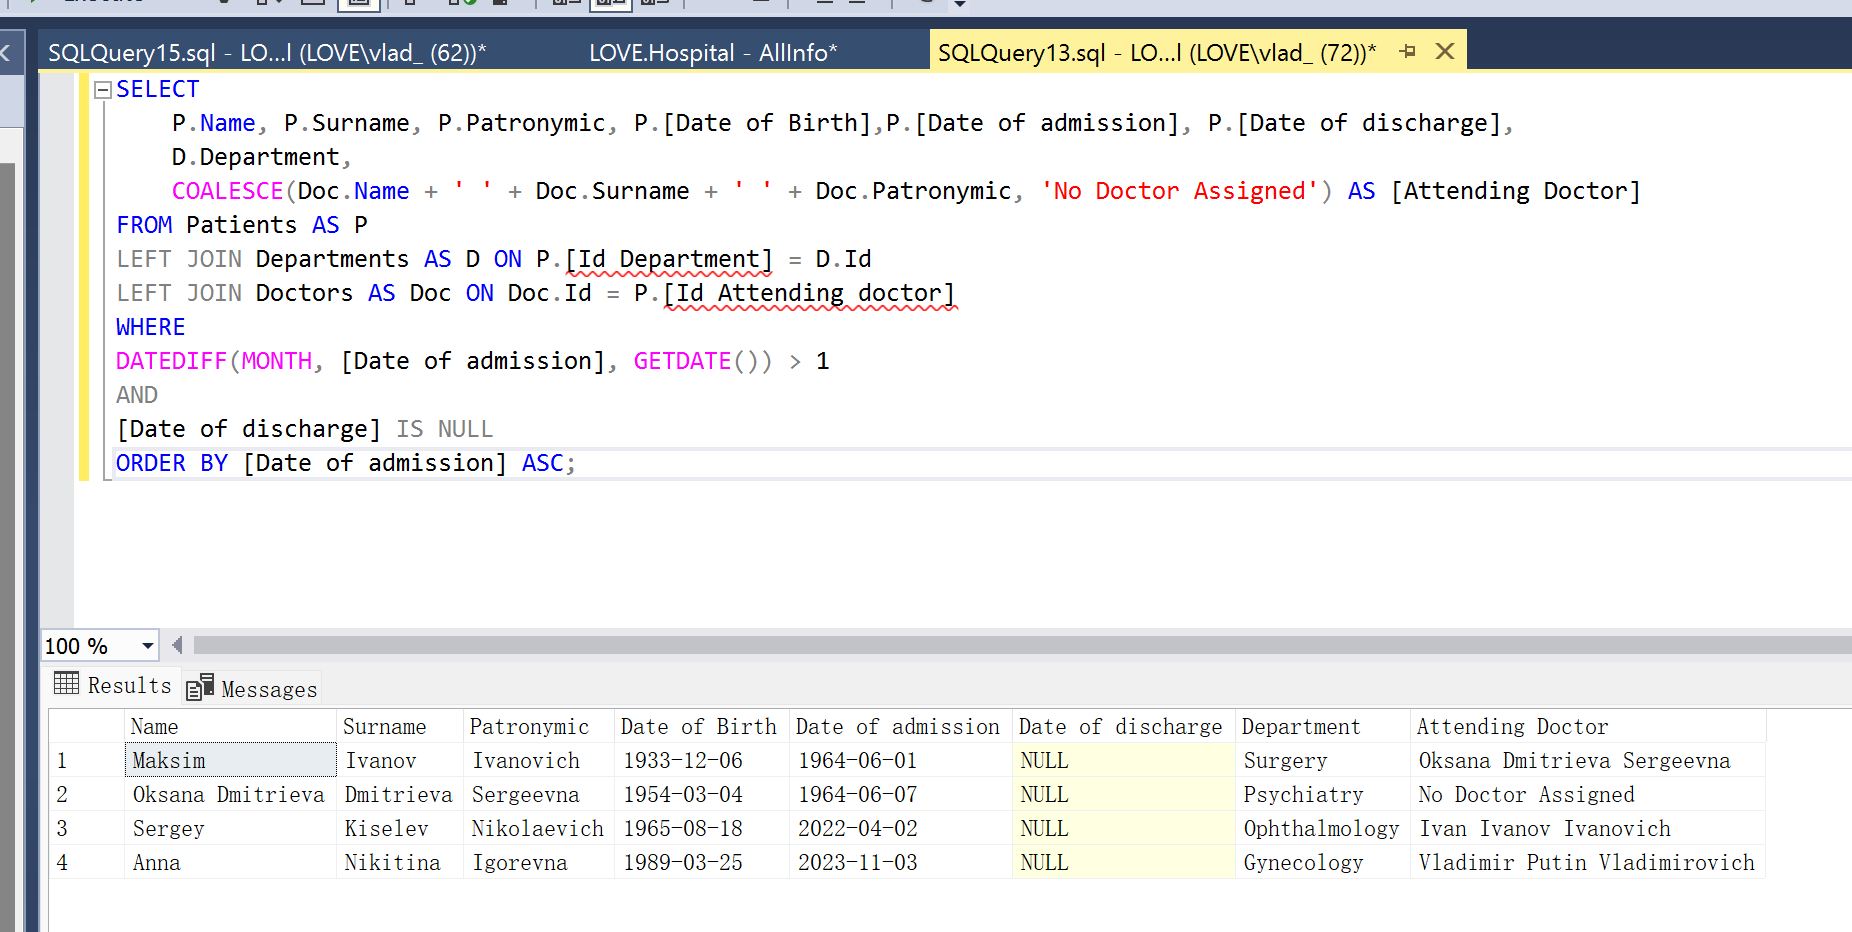 SQLQuery15.sql - LO...l (LOVE\vlad_ (62))* LOVE.Hospital - AllInfo* SQLQuery13.sql - LO...l (LOVE\vlad_ (72))*
SELECT
P.Name, P.Surname, P.Patronymic, P.[Date of Birth],P.[Date of admission], P.[Date of discharge],
D.Department,
COALESCE(Doc.Name + ' ' + Doc.Surname + ' ' + Doc.Patronymic, 'No Doctor Assigned') AS [Attending Doctor]
FROM Patients AS P
LEFT JOIN Departments AS D ON P.[Id Department] = D.Id
LEFT JOIN Doctors AS Doc ON Doc.Id = P.[Id Attending doctor]
WHERE
DATEDIFF(MONTH, [Date of admission], GETDATE()) > 1
AND
[Date of discharge] IS NULL
ORDER BY [Date of admission] ASC;
100 %
Results Messages
Name Surname Patronymic Date of Birth Date of admission Date of discharge Department Attending Doctor
1 Maksim Ivanov Ivanovich 1933-12-06 1964-06-01 NULL Surgery Oksana Dmitrieva Sergeevna
2 Oksana Dmitrieva Dmitrieva Sergeevna 1954-03-04 1964-06-07 NULL Psychiatry No Doctor Assigned
3 Sergey Kiselev Nikolaevich 1965-08-18 2022-04-02 NULL Ophthalmology Ivan Ivanov Ivanovich
4 Anna Nikitina Igorevna 1989-03-25 2023-11-03 NULL Gynecology Vladimir Putin Vladimirovich